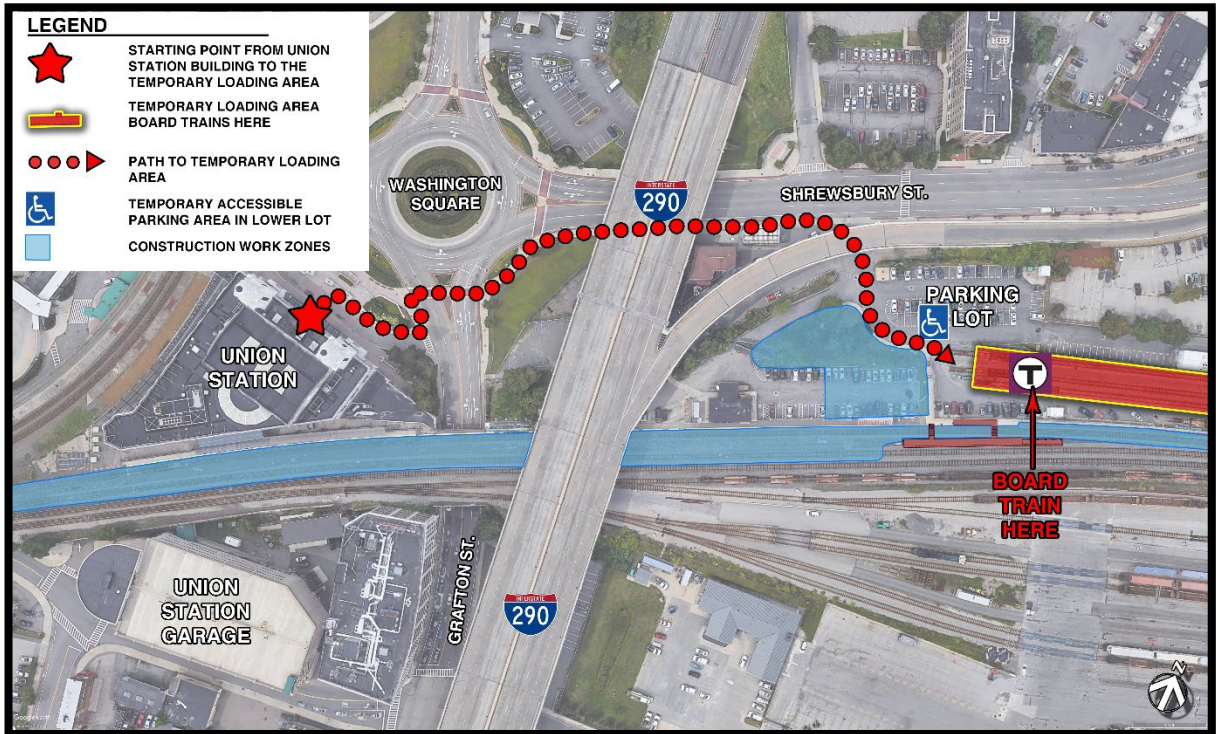 LEGEND
STARTING POINT FROM UNION
STATION BUILDING TO THE
TEMPORARY LOADING AREA
TEMPORARY LOADING AREA
BOARD TRAINS HERE
PATH TO TEMPORARY LOADING
AREA
TEMPORARY ACCESSIBLE
PARKING AREA IN LOWER LOT
CONSTRUCTION WORK ZONES
WASHINGTON
SQUARE
INTERSTATE
290
SHREWSBURY ST.
PARKING
LOT
UNION
STATION
T
BOARD
TRAIN
HERE
UNION
STATION
GARAGE
GRAFTON ST.
INTERSTATE
290
N
Google Earth